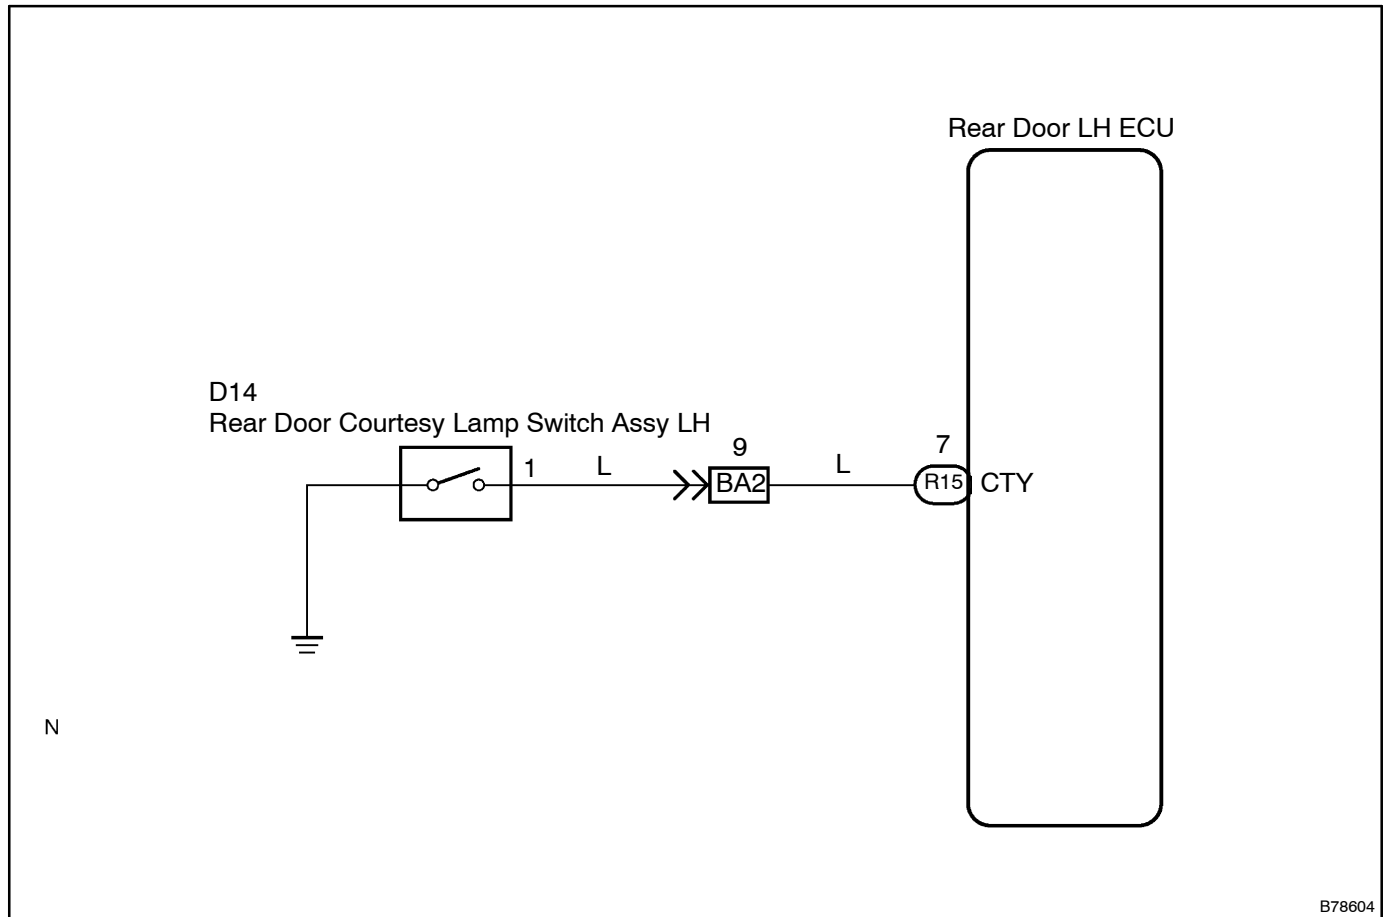 Rear Door LH ECU
D14
Rear Door Courtesy Lamp Switch Assy LH
1
L
9
BA2
L
7
R15
CTY
N
B78604